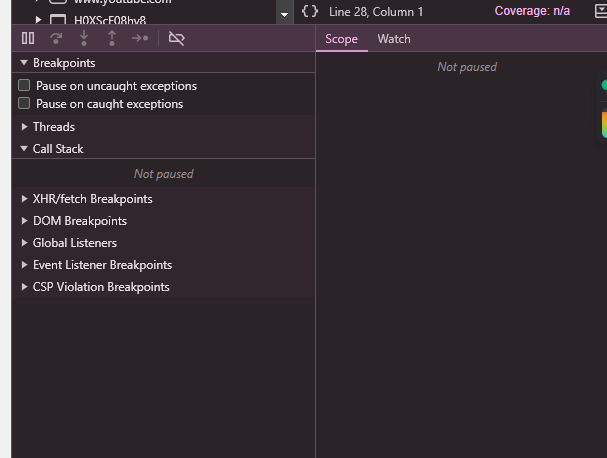 www.youtube.com
H0XScF08hv8
{} Line 28, Column 1
Coverage: n/a
Breakpoints
Pause on uncaught exceptions
Pause on caught exceptions
Threads
Call Stack
Not paused
XHR/fetch Breakpoints
DOM Breakpoints
Global Listeners
Event Listener Breakpoints
CSP Violation Breakpoints
Scope Watch
Not paused